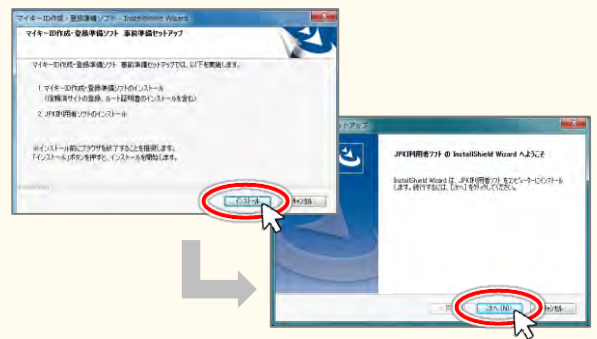 マイキーID作成・登録準備ソフト - InstallShield Wizard
マイキーID作成・登録準備ソフト 事前準備セットアップ
マイキーID作成・登録準備ソフト 事前準備セットアップでは、以下を実施します。
1. マイキーID作成・登録準備ソフトのインストール
(信頼済サイトの登録、ルート証明書のインストールを含む)
2. JPKI利用者ソフトのインストール
※インストール前にブラウザを終了することを推奨します。
「インストール」ボタンを押すと、インストールを開始します。
インストール
キャンセル
セットアップ
JPKI利用者ソフト の InstallShield Wizard へようこそ
InstallShield Wizard は、JPKI利用者ソフト をコンピューターにインストール
します。続行するには、[次へ] をクリックしてください。
次へ(N)
キャンセル